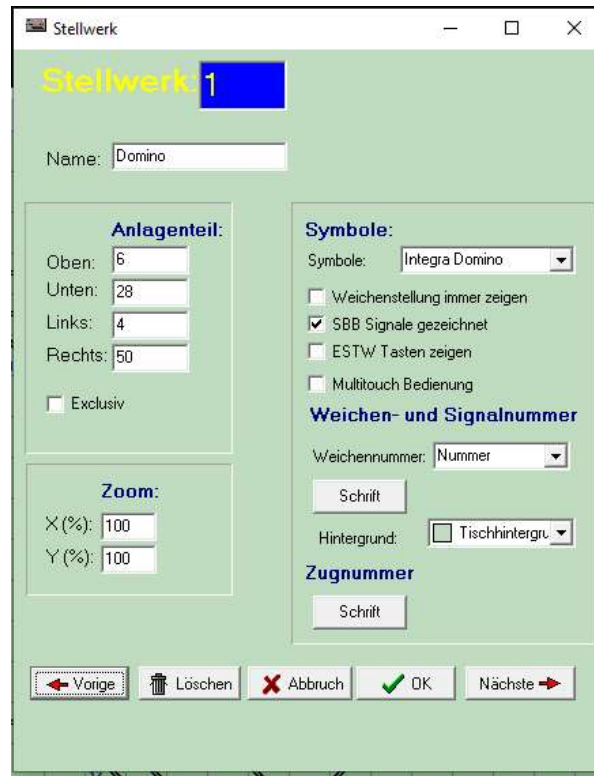 Stellwerk
Stellwerk: 1
Name: Domino
Anlagenteil:
Oben: 6
Unten: 28
Links: 4
Rechts: 50
Exclusiv
Zoom:
X (%): 100
Y (%): 100
Symbole:
Symbole: Integra Domino
Weichenstellung immer zeigen
SBB Signale gezeichnet
ESTW Tasten zeigen
Multitouch Bedienung
Weichen- und Signalnummer
Weichennummer: Nummer
Schrift
Hintergrund: Tischhintergru
Zugnummer
Schrift
Vorige Löschen Abbruch OK Nächste